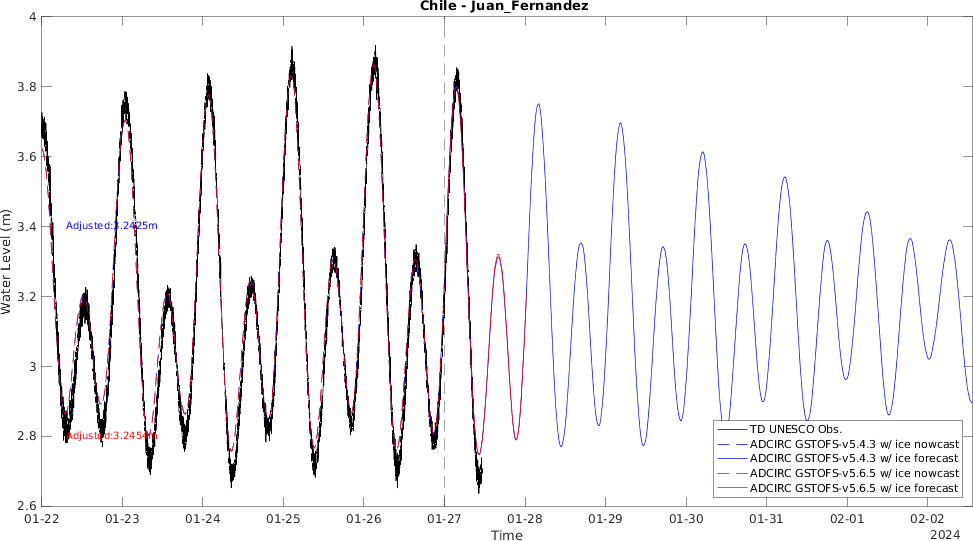 Chile - Juan_Fernandez
4
3.8
3.6
3.4
3.2
3
2.8
2.6
Water Level (m)
Adjusted:3.2425m
Adjusted:3.2454m
TD UNESCO Obs.
ADCIRC GSTOFS-v5.4.3 w/ ice nowcast
ADCIRC GSTOFS-v5.4.3 w/ ice forecast
ADCIRC GSTOFS-v5.6.5 w/ ice nowcast
ADCIRC GSTOFS-v5.6.5 w/ ice forecast
01-22 01-23 01-24 01-25 01-26 01-27 01-28 01-29 01-30 01-31 02-01 02-02
Time
2024